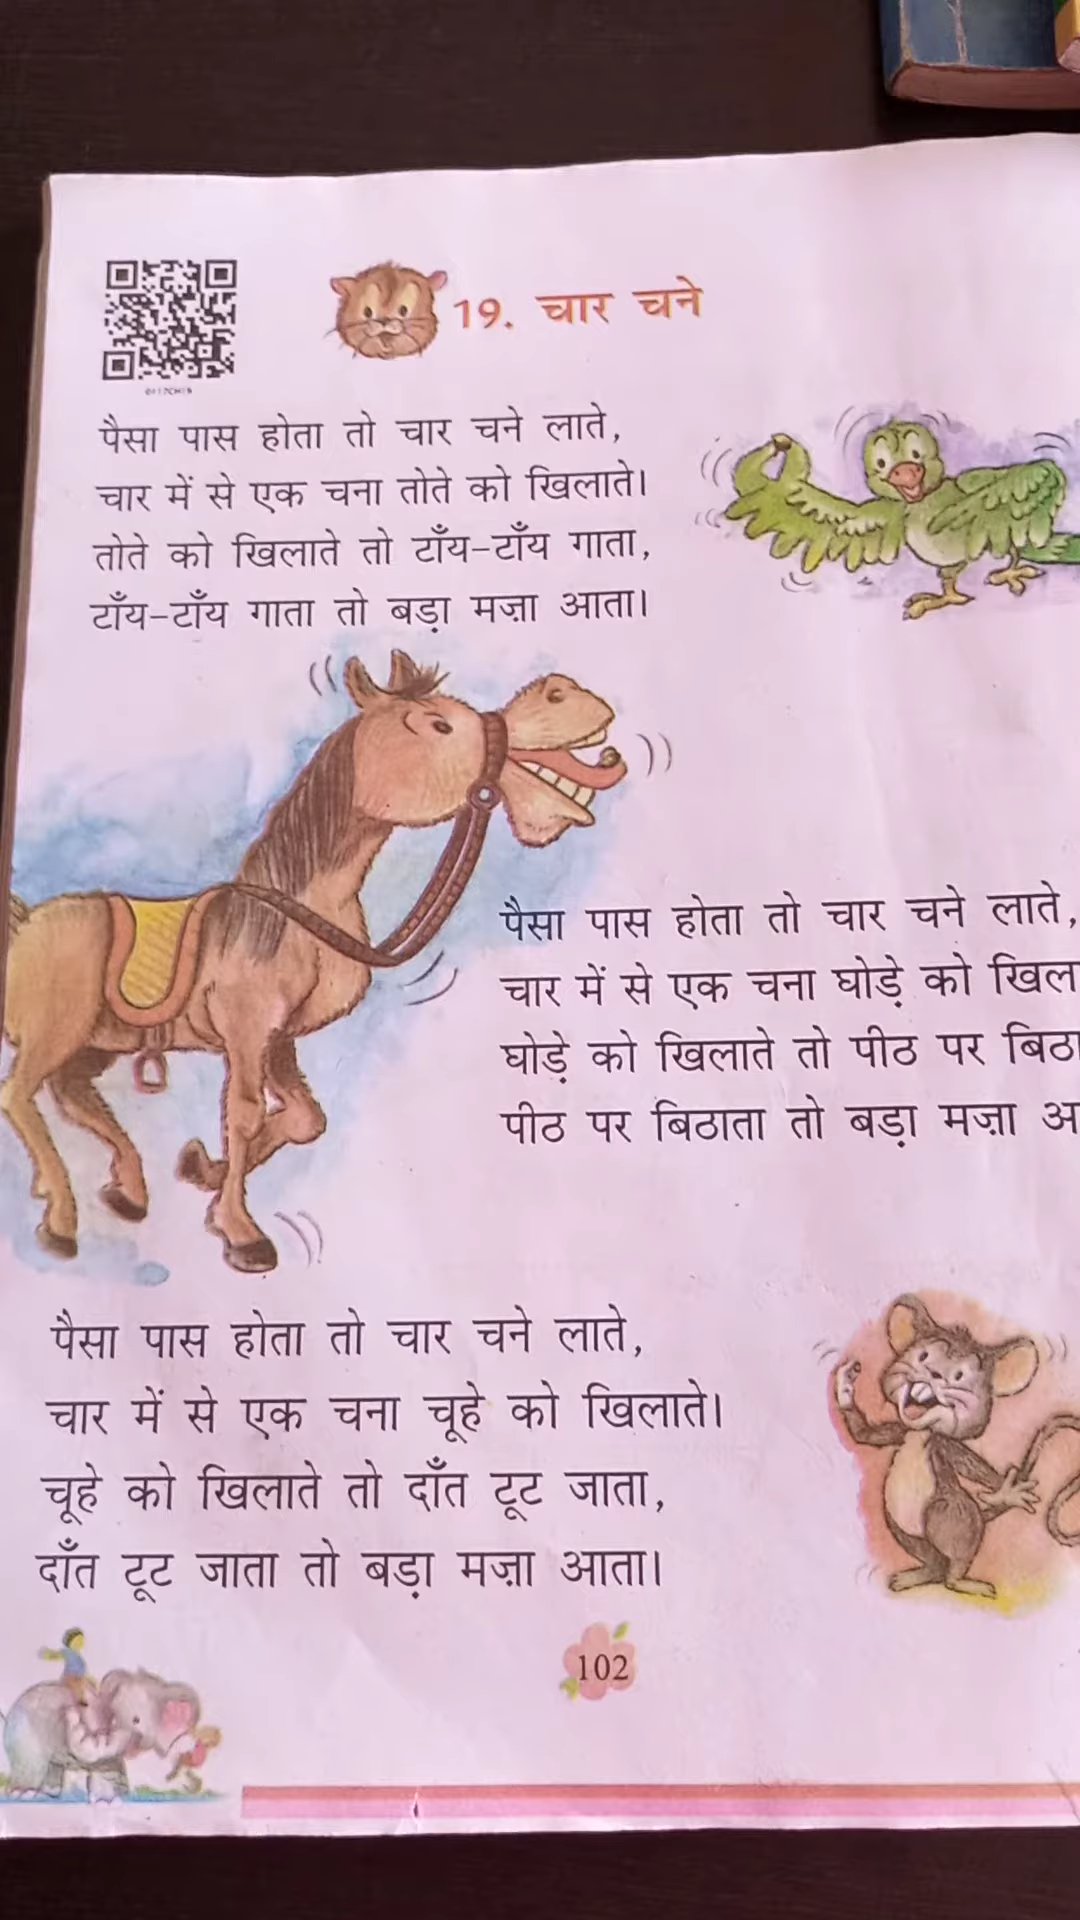 19. चार चने
पैसा पास होता तो चार चने लाते,
चार में से एक चना तोते को खिलाते।
तोते को खिलाते तो टाँय-टाँय गाता,
टाँय-टाँय गाता तो बड़ा मज़ा आता।
पैसा पास होता तो चार चने लाते,
चार में से एक चना घोड़े को
घोड़े को खिलाते तो पीठ पर
पीठ पर बिठाता तो बड़ा मज़ा
पैसा पास होता तो चार चने लाते,
चार में से एक चना चूहे को खिलाते।
चूहे को खिलाते तो दाँत टूट जाता,
दाँत टूट जाता तो बड़ा मज़ा आता।
102